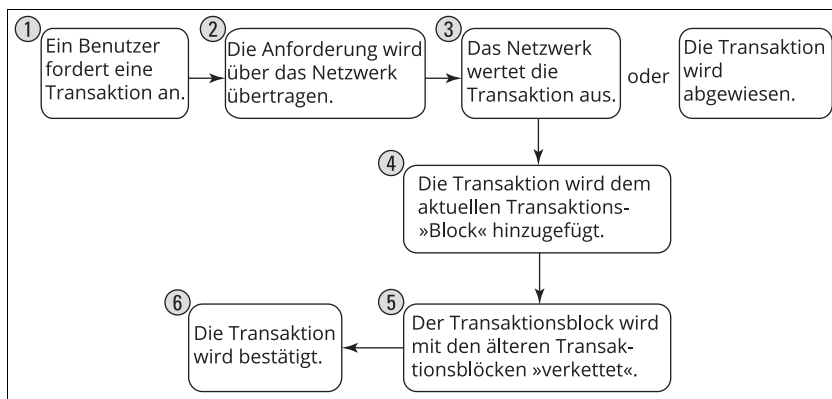 1
Ein Benutzer
fordert eine
Transaktion an.
2
Die Anforderung wird
über das Netzwerk
übertragen.
3
Das Netzwerk
wertet die
Transaktion aus.
oder
Die Transaktion
wird
abgewiesen.
4
Die Transaktion wird dem
aktuellen Transaktions-
»Block« hinzugefügt.
5
Der Transaktionsblock wird
mit den älteren Transak-
tionsblöcken »verkettet«.
6
Die Transaktion
wird bestätigt.